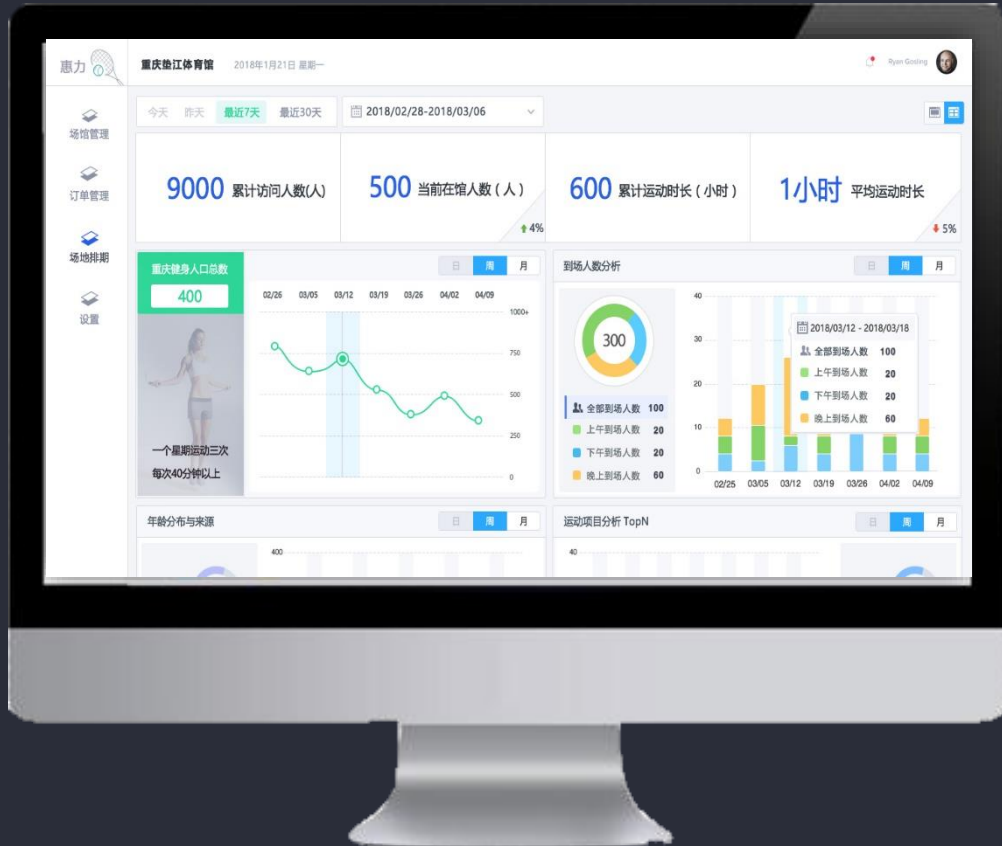 惠力
重庆垫江体育馆 2018年1月21日 星期一
Ryan Gosling
场馆管理
订单管理
场地排期
设置
今天 昨天 最近7天 最近30天
2018/02/28-2018/03/06
9000 累计访问人数(人)
500 当前在馆人数（人）
4%
600 累计运动时长（小时）
1小时 平均运动时长
5%
重庆健身人口总数
400
一个星期运动三次
每次40分钟以上
日 周 月
02/26 03/05 03/12 03/19 03/26 04/02 04/09
1000+
750
500
250
0
到场人数分析
日 周 月
300
全部到场人数 100
上午到场人数 20
下午到场人数 20
晚上到场人数 60
40
30
20
10
0
2018/03/12 - 2018/03/18
全部到场人数 100
上午到场人数 20
下午到场人数 20
晚上到场人数 60
02/25 03/05 03/12 03/19 03/26 04/02 04/09
年龄分布与来源
日 周 月
400
运动项目分析 TopN
日 周 月
40